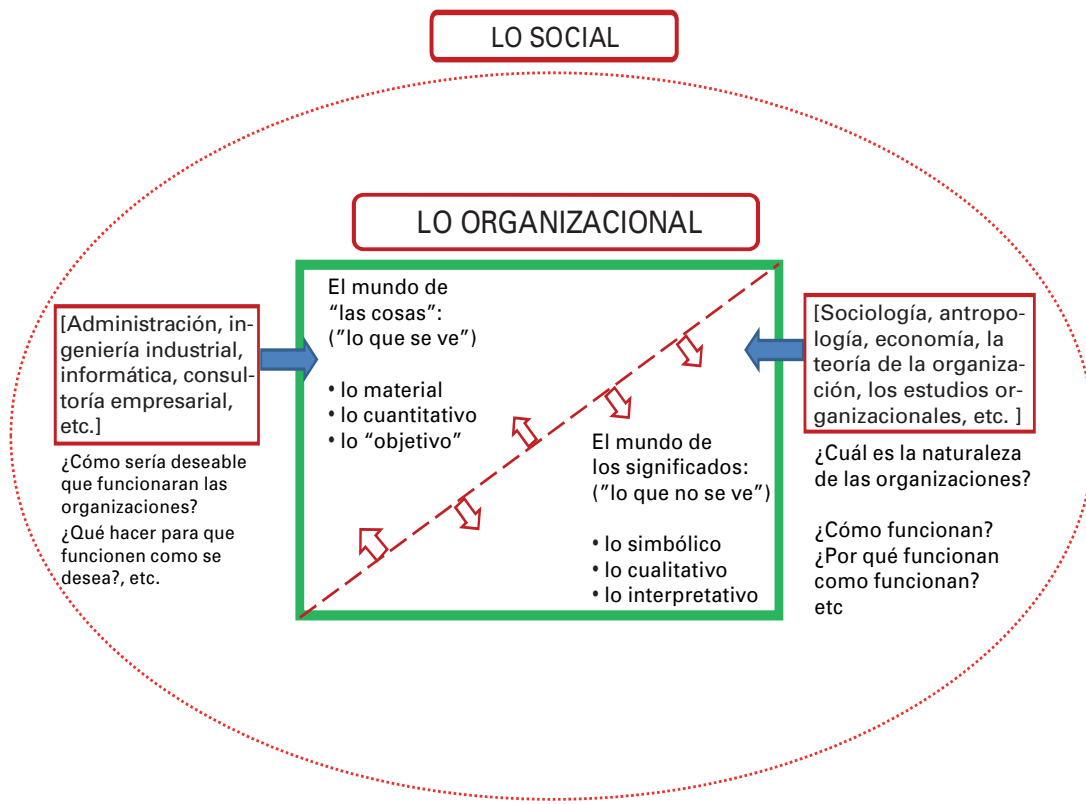 LO SOCIAL
LO ORGANIZACIONAL
[Administración, in-
geniería industrial,
informática, consul-
toría empresarial,
etc.]
¿Cómo sería deseable
que funcionaran las
organizaciones?
¿Qué hacer para que
funcionen como se
desea?, etc.
El mundo de
“las cosas”:
(”lo que se ve”)
• lo material
• lo cuantitativo
• lo “objetivo”
El mundo de
los significados:
(”lo que no se ve”)
• lo simbólico
• lo cualitativo
• lo interpretativo
[Sociología, antropo-
logía, economía, la
teoría de la organiza-
ción, los estudios or-
ganizacionales, etc. ]
¿Cuál es la naturaleza
de las organizaciones?
¿Cómo funcionan?
¿Por qué funcionan
como funcionan?
etc